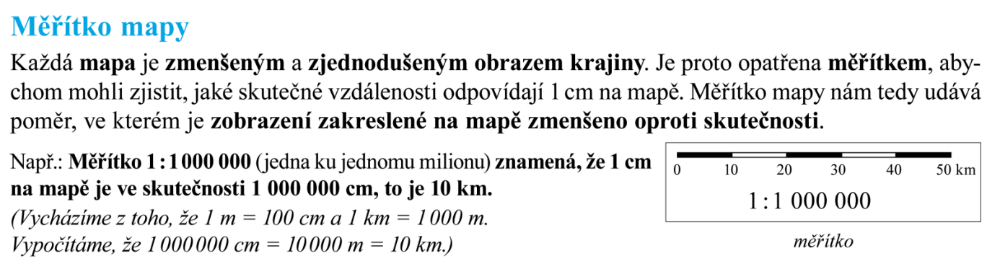 Měřítko mapy
Každá mapa je zmenšeným a zjednodušeným obrazem krajiny. Je proto opatřena měřítkem, aby-
chom mohli zjistit, jaké skutečné vzdálenosti odpovídají 1 cm na mapě. Měřítko mapy nám tedy udává
poměr, ve kterém je zobrazení zakreslené na mapě zmenšeno oproti skutečnosti.
Např.: Měřítko 1:1 000 000 (jedna ku jednomu milionu) znamená, že 1 cm
na mapě je ve skutečnosti 1 000 000 cm, to je 10 km.
(Vycházíme z toho, že 1 m = 100 cm a 1 km = 1 000 m.
Vypočítáme, že 1 000 000 cm = 10 000 m = 10 km.)
0 10 20 30 40 50 km
1:1 000 000
měřítko